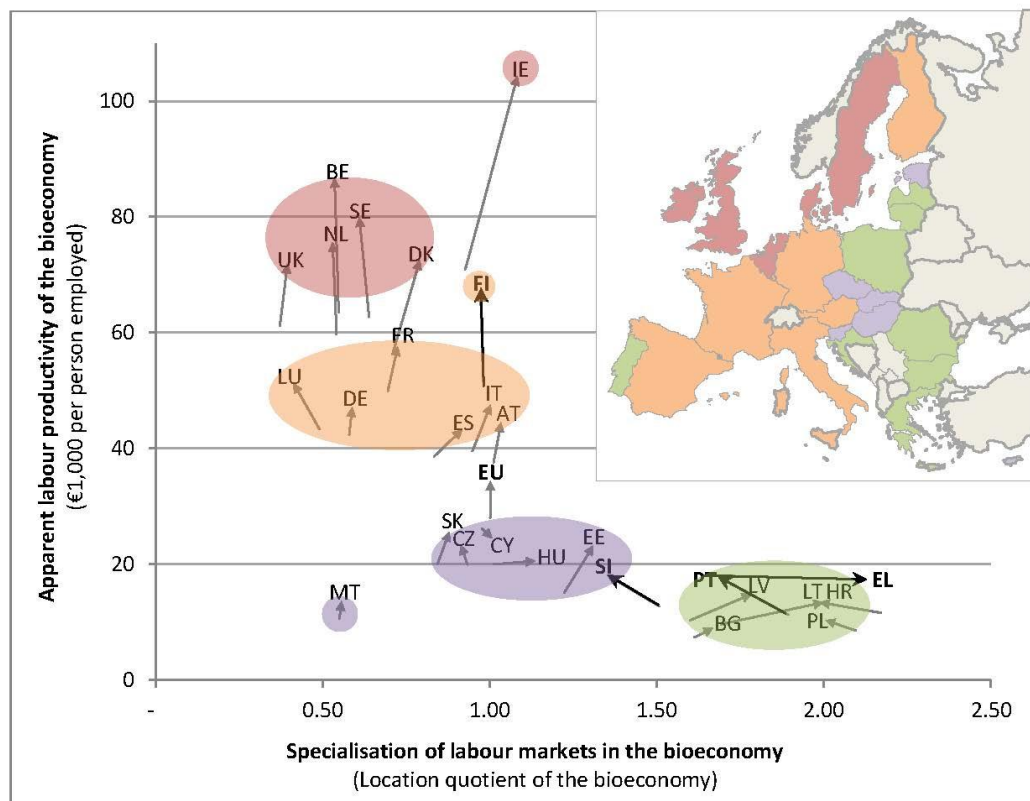 Apparent labour productivity of the bioeconomy
(€1,000 per person employed)
100
80
60
40
20
0
IE
BE
SE
NL
UK
DK
FI
FR
LU
DE
IT
ES
AT
EU
SK
CZ
CY
EE
HU
SI
MT
PT
LV
EL
LT
HR
BG
PL
-
0.50
1.00
1.50
2.00
2.50
Specialisation of labour markets in the bioeconomy
(Location quotient of the bioeconomy)